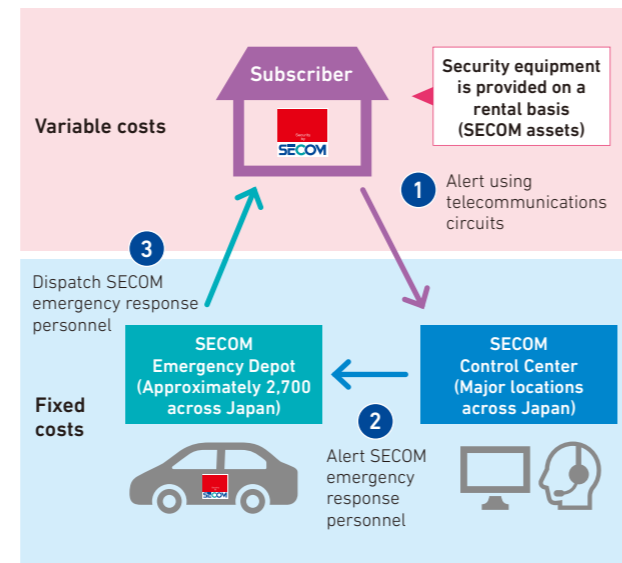 Subscriber
SECOM
Security equipment
is provided on a
rental basis
(SECOM assets)
Variable costs
1
Alert using
telecommunications
circuits
3
Dispatch SECOM
emergency response
personnel
SECOM
Emergency Depot
(Approximately 2,700
across Japan)
SECOM
Control Center
(Major locations
across Japan)
Fixed
costs
2
Alert SECOM
emergency
response
personnel
SECOM